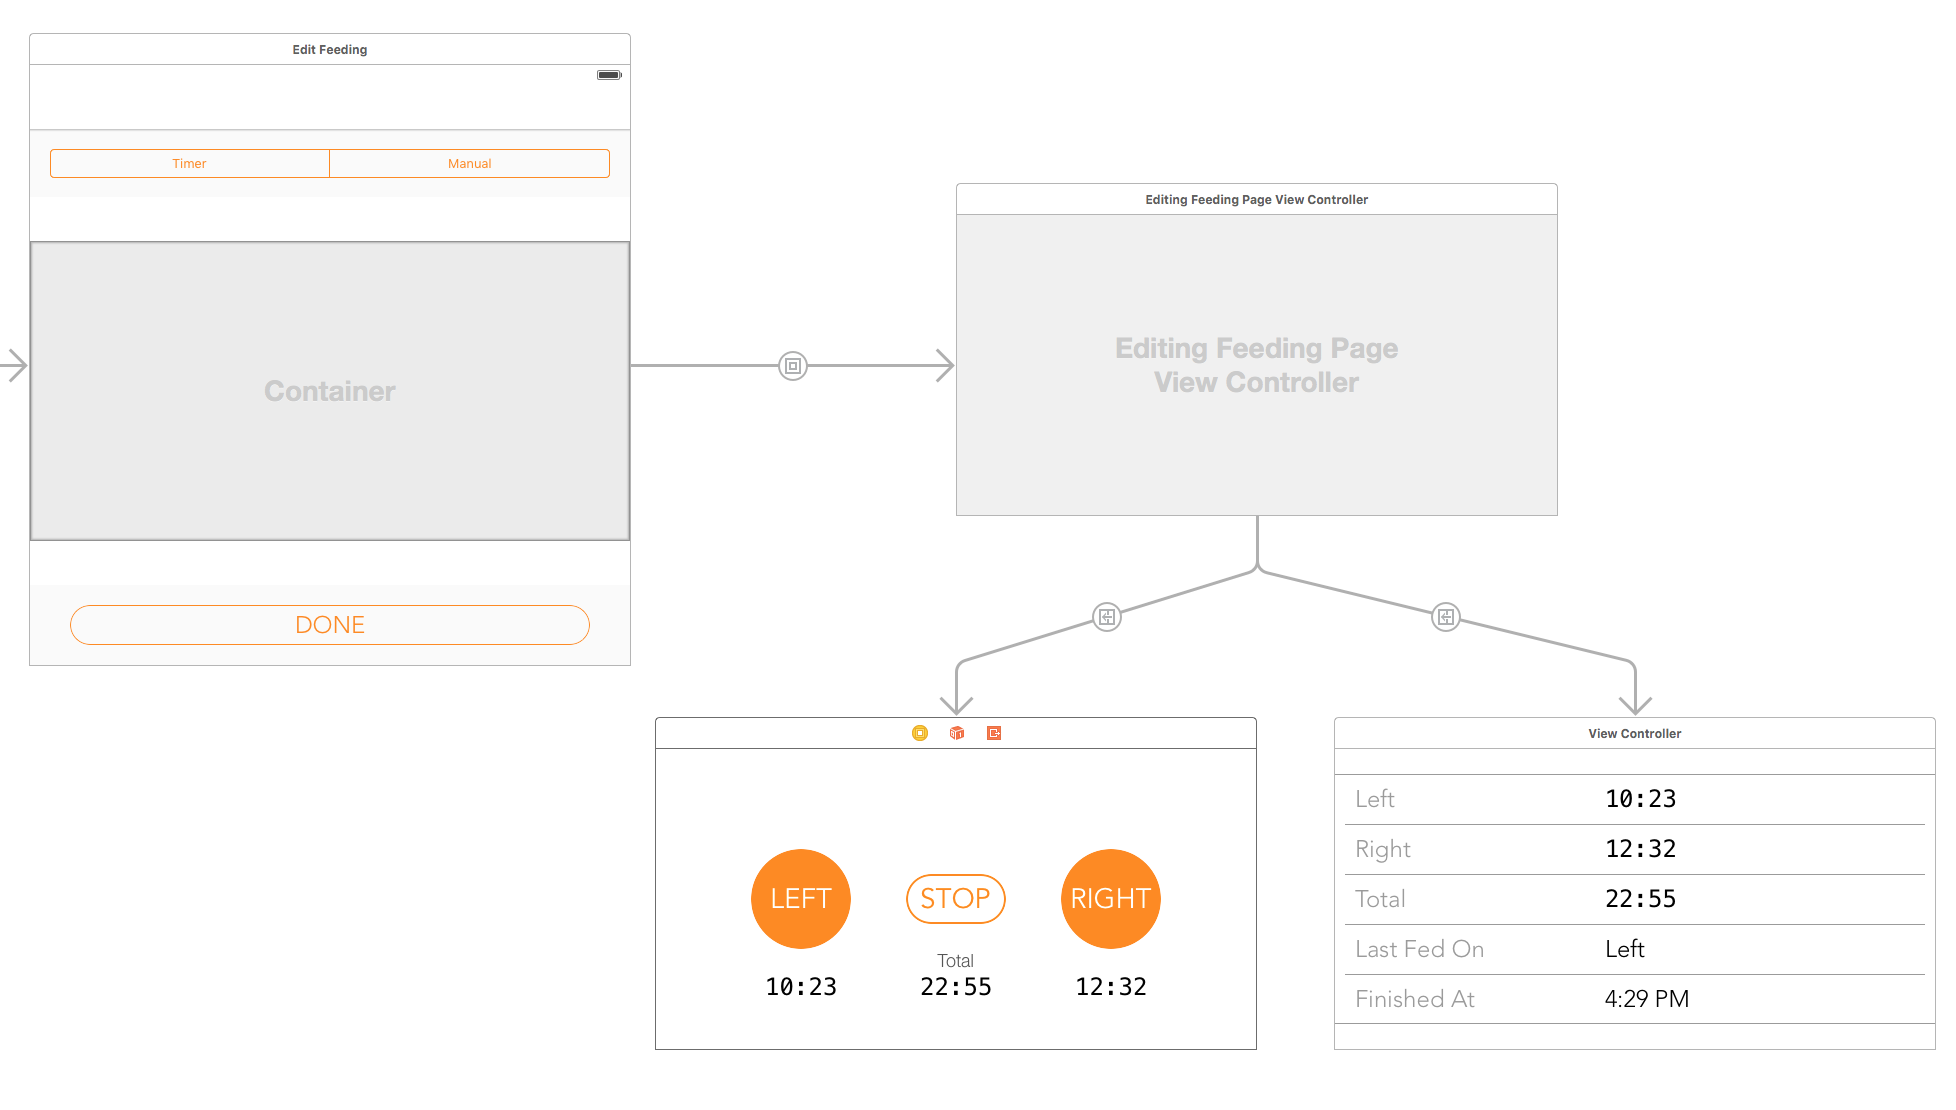 Edit Feeding
Timer
Manual
Container
DONE
Editing Feeding Page View Controller
Editing Feeding Page
View Controller
LEFT
STOP
RIGHT
Total
10:23
22:55
12:32
View Controller
Left 10:23
Right 12:32
Total 22:55
Last Fed On Left
Finished At 4:29 PM